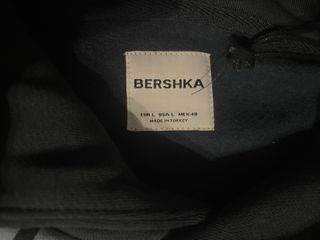 BERSHKA
EUR L USA L MEX 40
MADE IN TURKEY